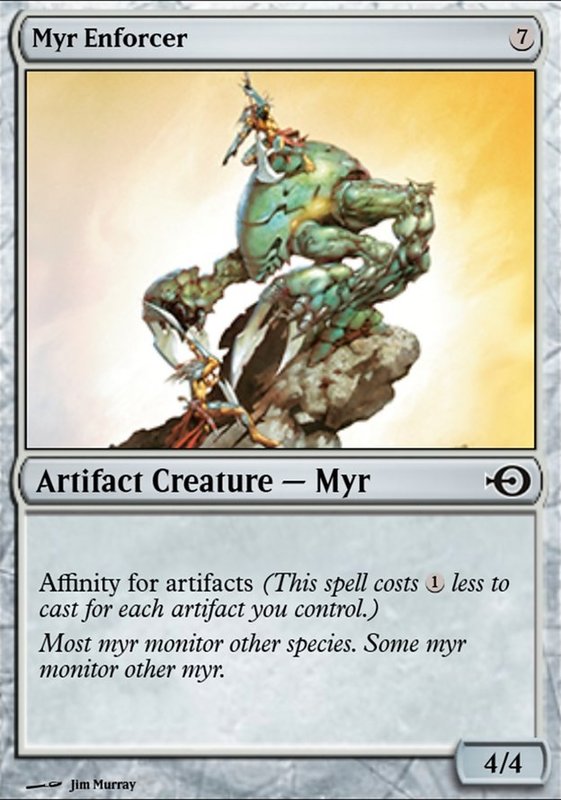 Myr Enforcer 7
Artifact Creature — Myr
Affinity for artifacts (This spell costs 1 less to
cast for each artifact you control.)
Most myr monitor other species. Some myr
monitor other myr.
4/4
Jim Murray